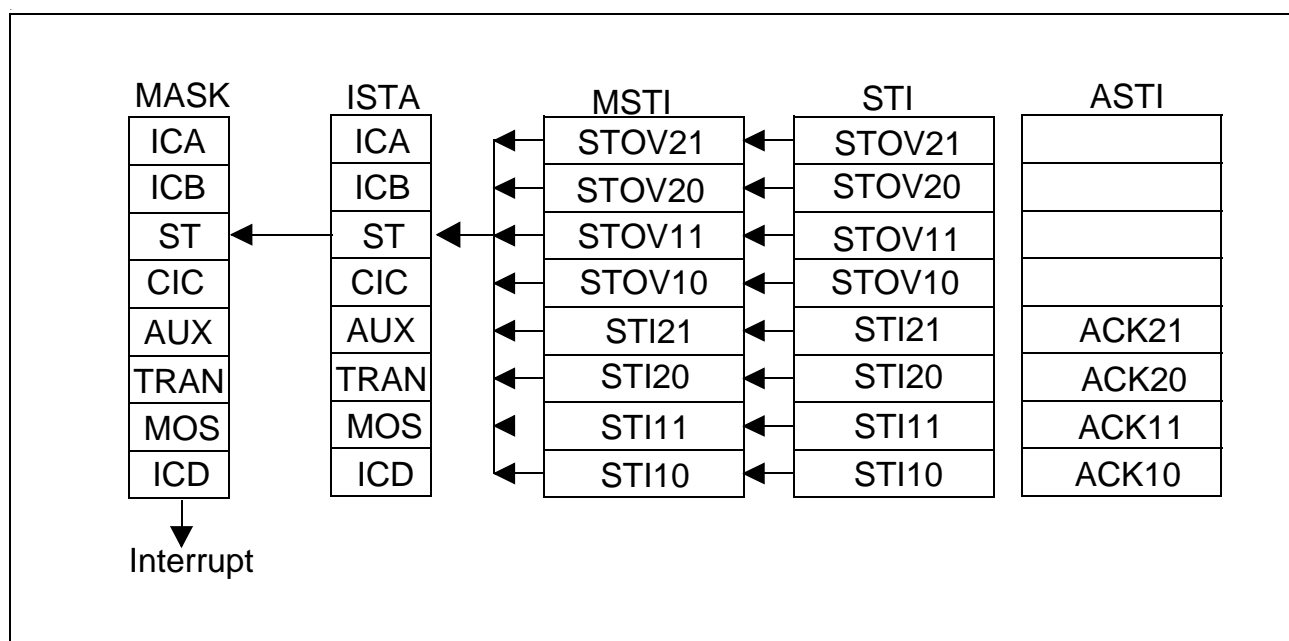 MASK ISTA MSTI STI ASTI
ICA ICA STOV21 STOV21
ICB ICB STOV20 STOV20
ST ST STOV11 STOV11
CIC CIC STOV10 STOV10
AUX AUX STI21 STI21 ACK21
TRAN TRAN STI20 STI20 ACK20
MOS MOS STI11 STI11 ACK11
ICD ICD STI10 STI10 ACK10
Interrupt